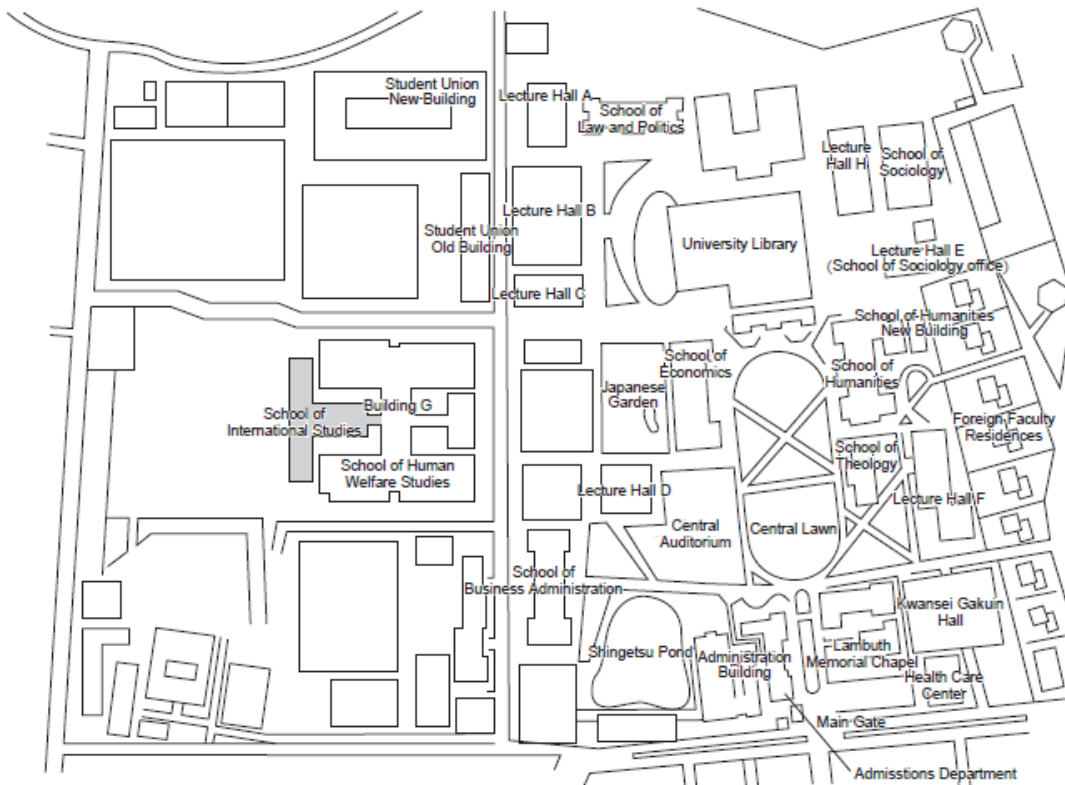 Student Union
New Building
Lecture Hall A
School of
Law and Politics
Lecture
Hall H
School of
Sociology
Lecture Hall B
Student Union
Old Building
University Library
Lecture Hall E
(School of Sociology office)
Lecture Hall C
School of Humanities
New Building
School of
Economics
School of
Humanities
Japanese
Garden
Building G
School of
International Studies
Foreign Faculty
Residences
School of Human
Welfare Studies
School of
Theology
Lecture Hall D
Lecture Hall F
Central
Auditorium
Central Lawn
School of
Business Administration
Kwansei Gakuin
Hall
Shingetsu Pond
Administration
Building
Lambuth
Memorial Chapel
Health Care
Center
Main Gate
Admisstions Department